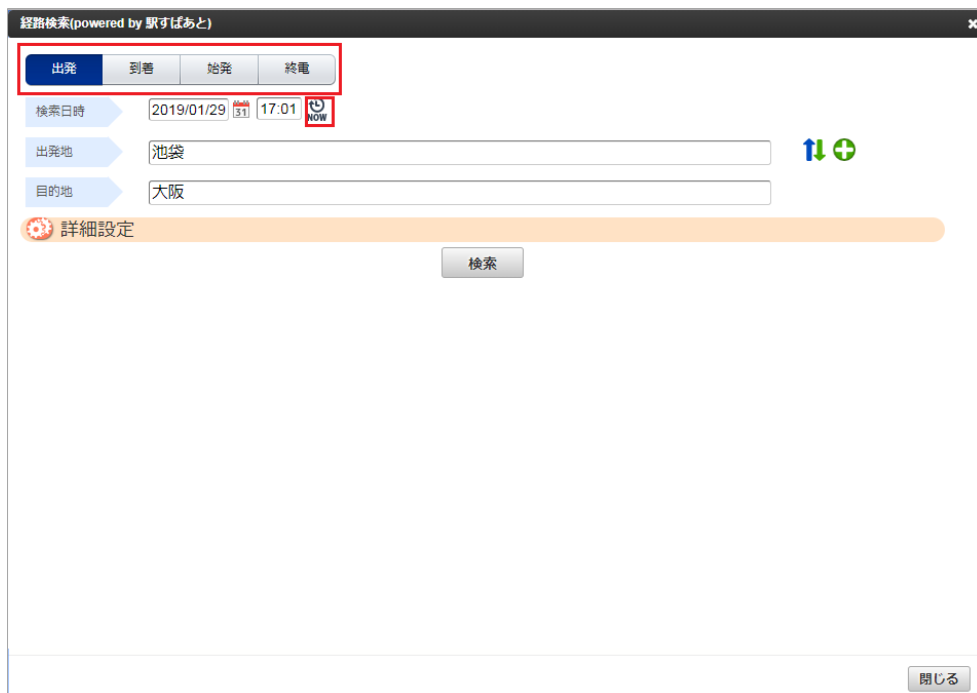 経路検索(powered by 駅すぱあと)
出発 到着 始発 終電
検索日時 2019/01/29 31 17:01 NOW
出発地 池袋
目的地 大阪
詳細設定
検索
閉じる